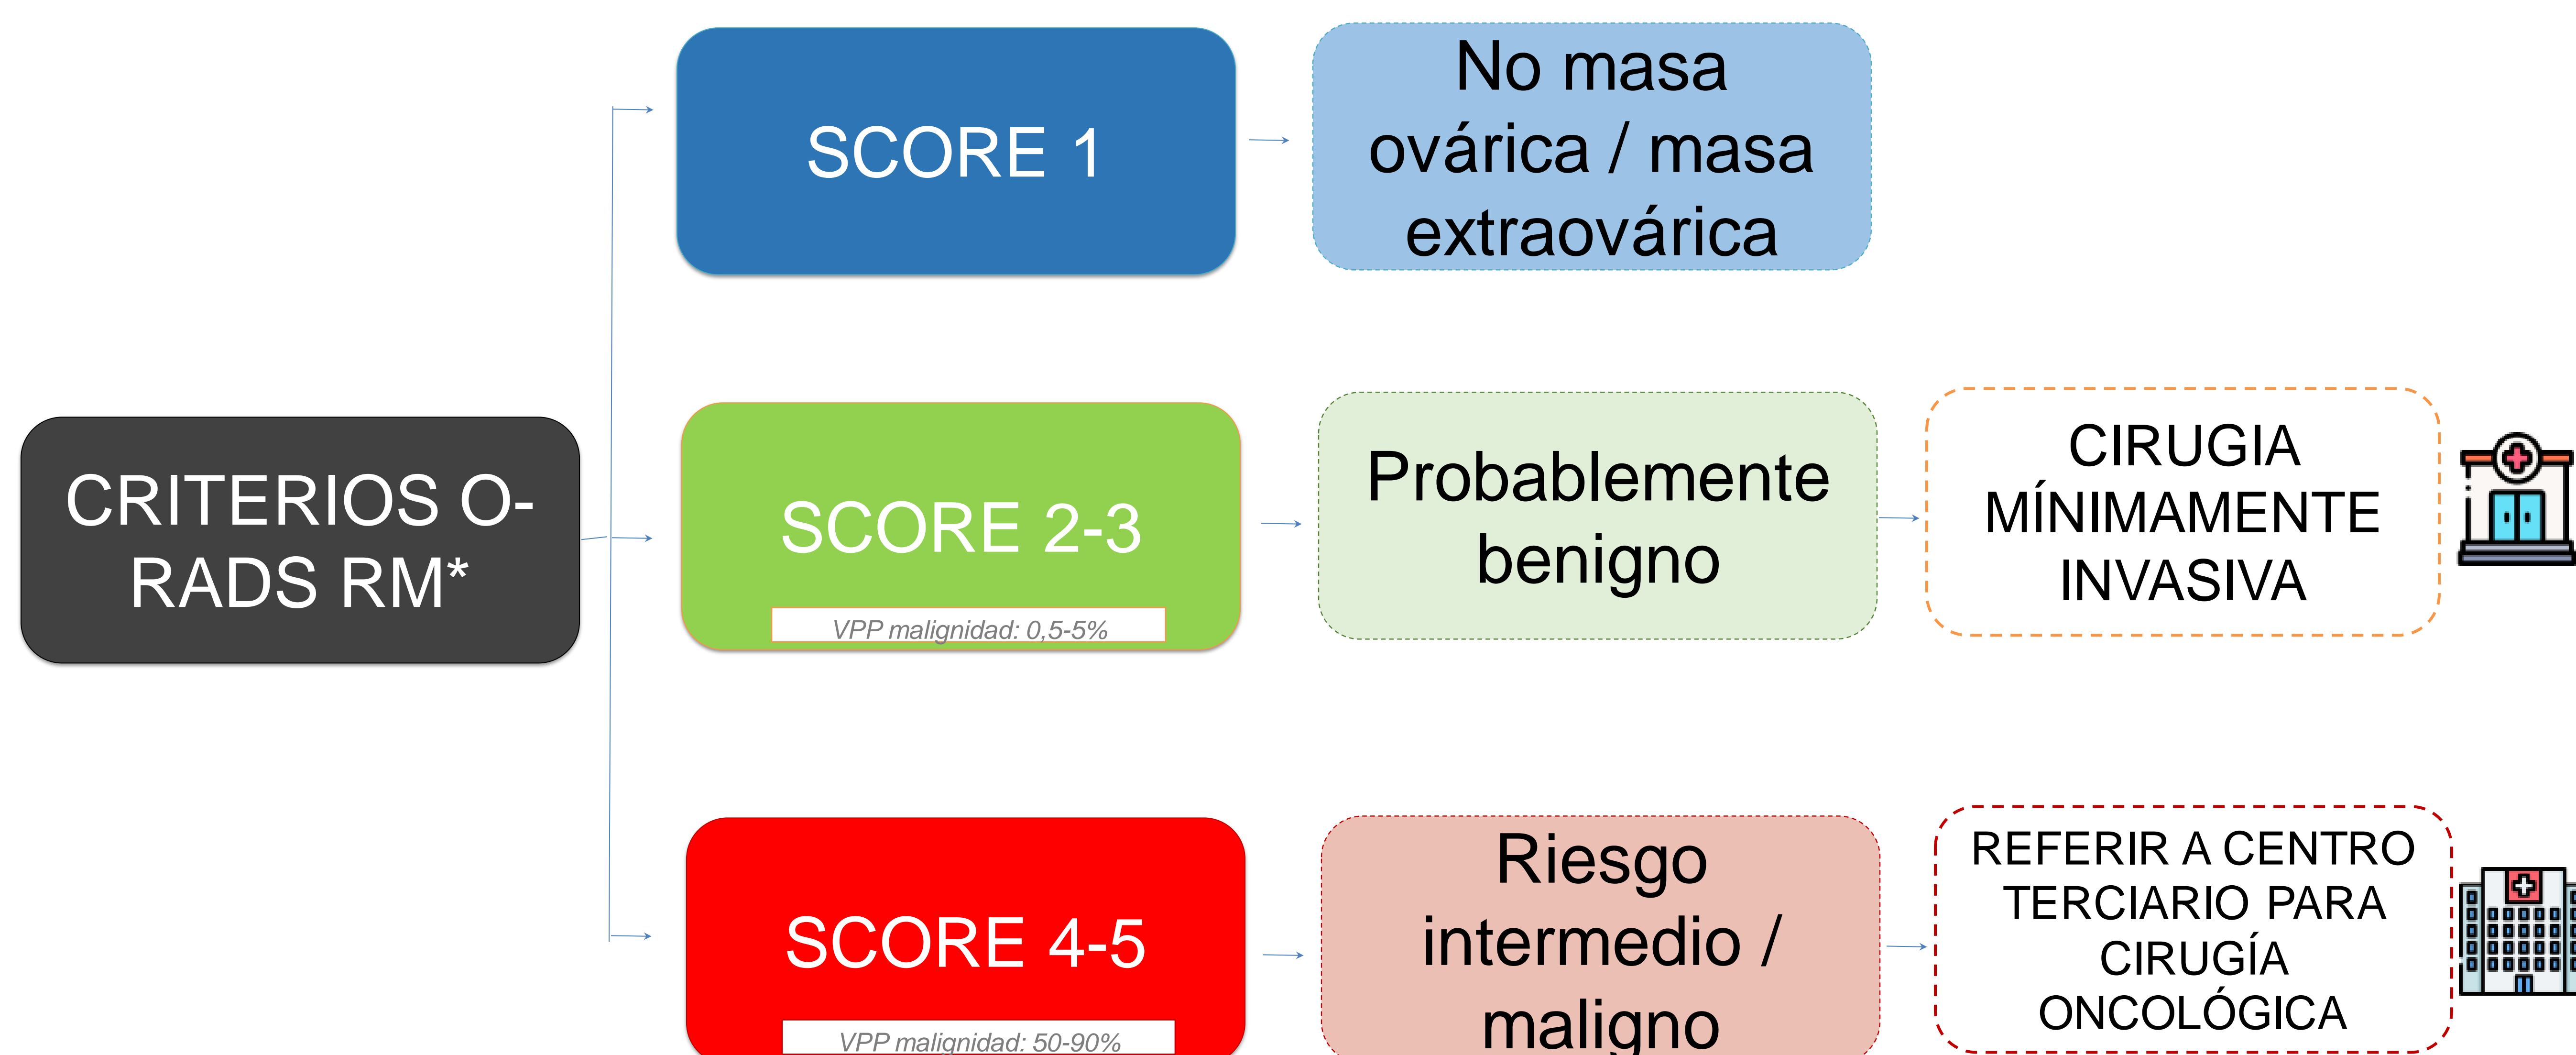 CRITERIOS O-
RADS RM*
SCORE 1
No masa
ovárica / masa
extraovárica
SCORE 2-3
VPP malignidad: 0,5-5%
Probablemente
benigno
CIRUGIA
MÍNIMAMENTE
INVASIVA
SCORE 4-5
VPP malignidad: 50-90%
Riesgo
intermedio /
maligno
REFERIR A CENTRO
TERCIARIO PARA
CIRUGÍA
ONCOLÓGICA